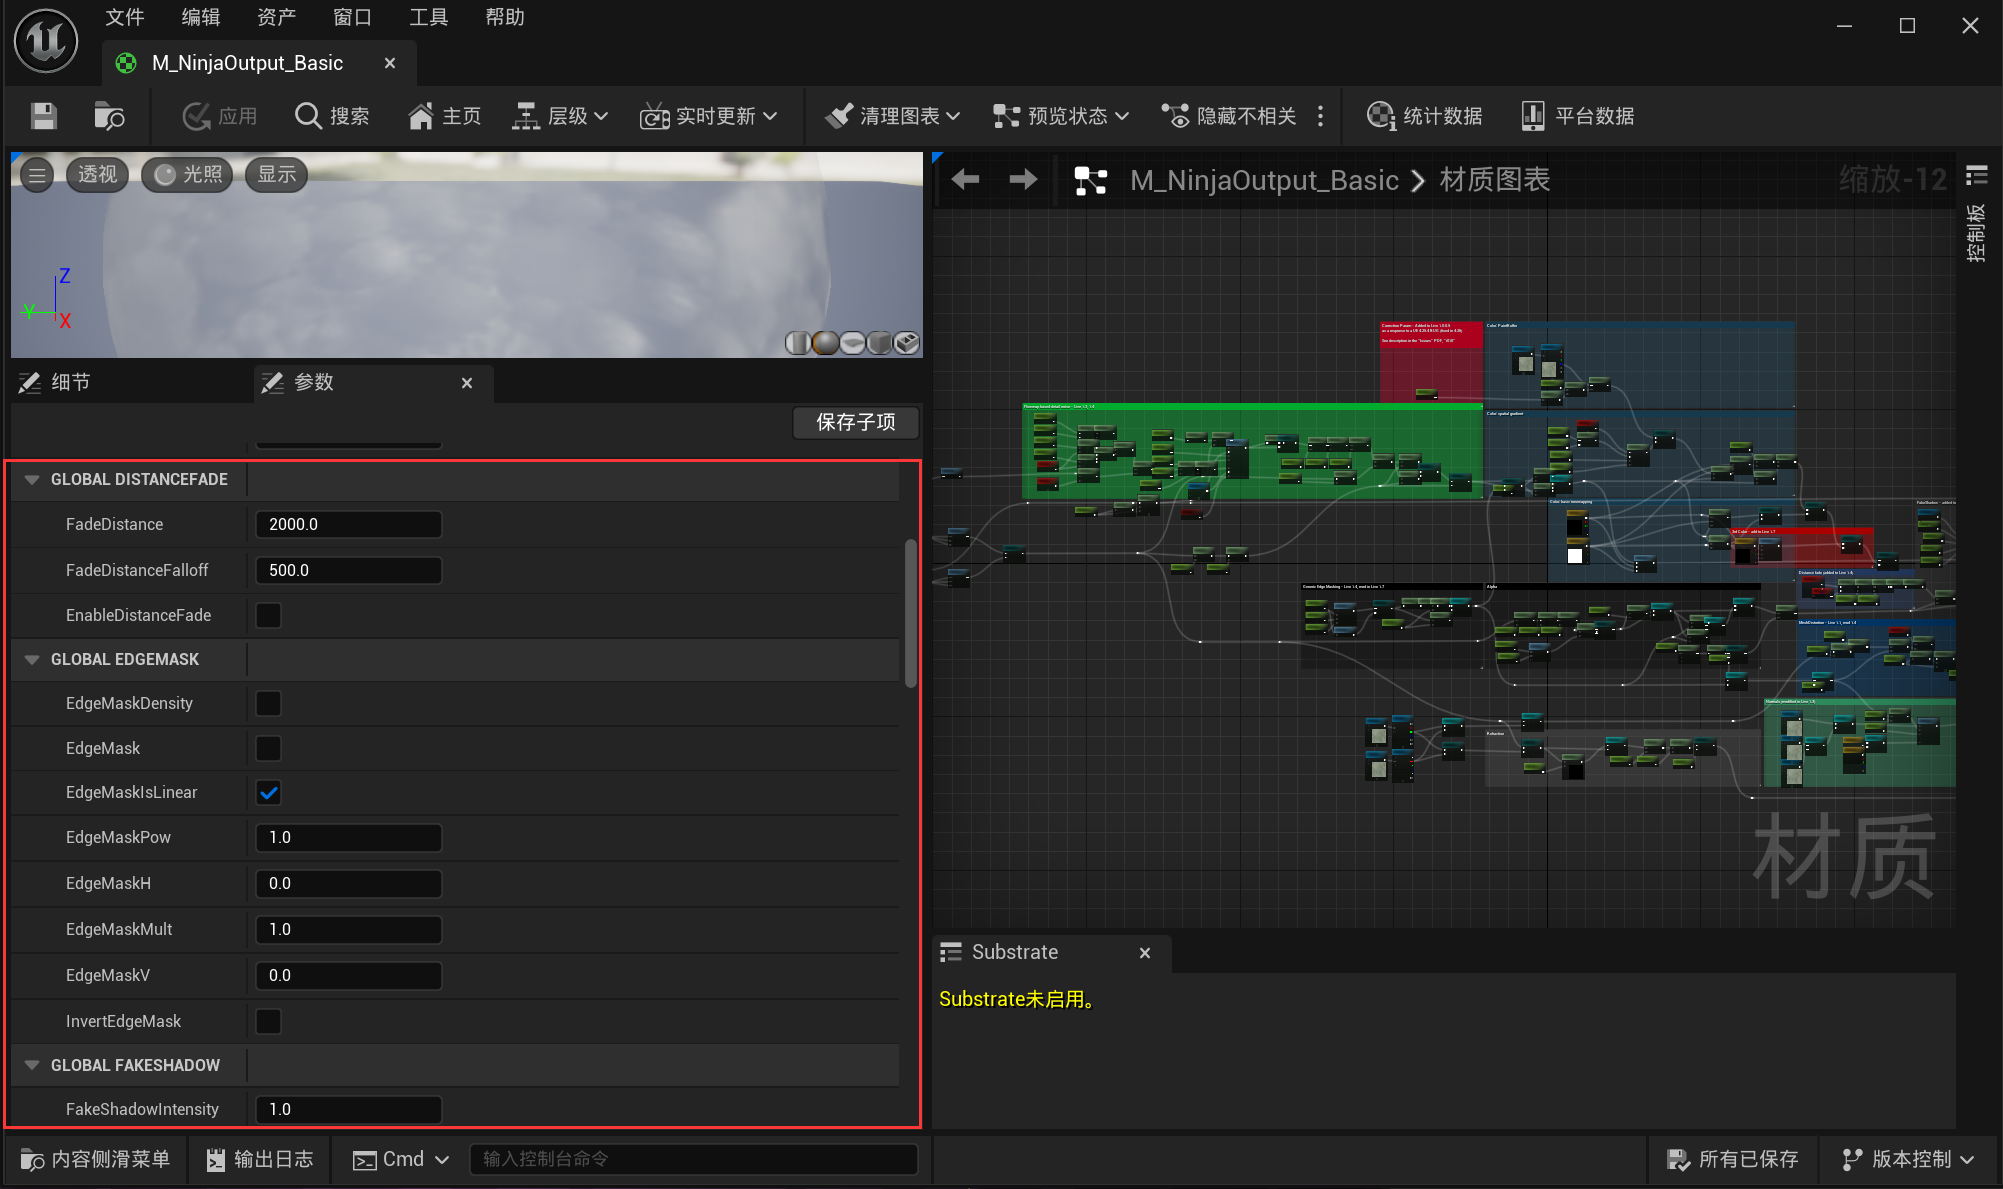 文件 编辑 资产 窗口 工具 帮助
M_NinjaOutput_Basic
应用 搜索 主页 层级 实时更新 清理图表 预览状态 隐藏不相关 统计数据 平台数据
透视 光照 显示
Z
Y
X
M_NinjaOutput_Basic 材质图表
缩放-12
控制板
细节 参数
保存子项
GLOBAL DISTANCEFADE
FadeDistance 2000.0
FadeDistanceFalloff 500.0
EnableDistanceFade
GLOBAL EDGEMASK
EdgeMaskDensity
EdgeMask
EdgeMaskIsLinear
EdgeMaskPow 1.0
EdgeMaskH 0.0
EdgeMaskMult 1.0
EdgeMaskV 0.0
InvertEdgeMask
GLOBAL FAKESHADOW
FakeShadowIntensity 1.0
Alpha
Refraction
材质
Substrate
Substrate未启用。
内容侧滑菜单 输出日志 Cmd 输入控制台命令 所有已保存 版本控制